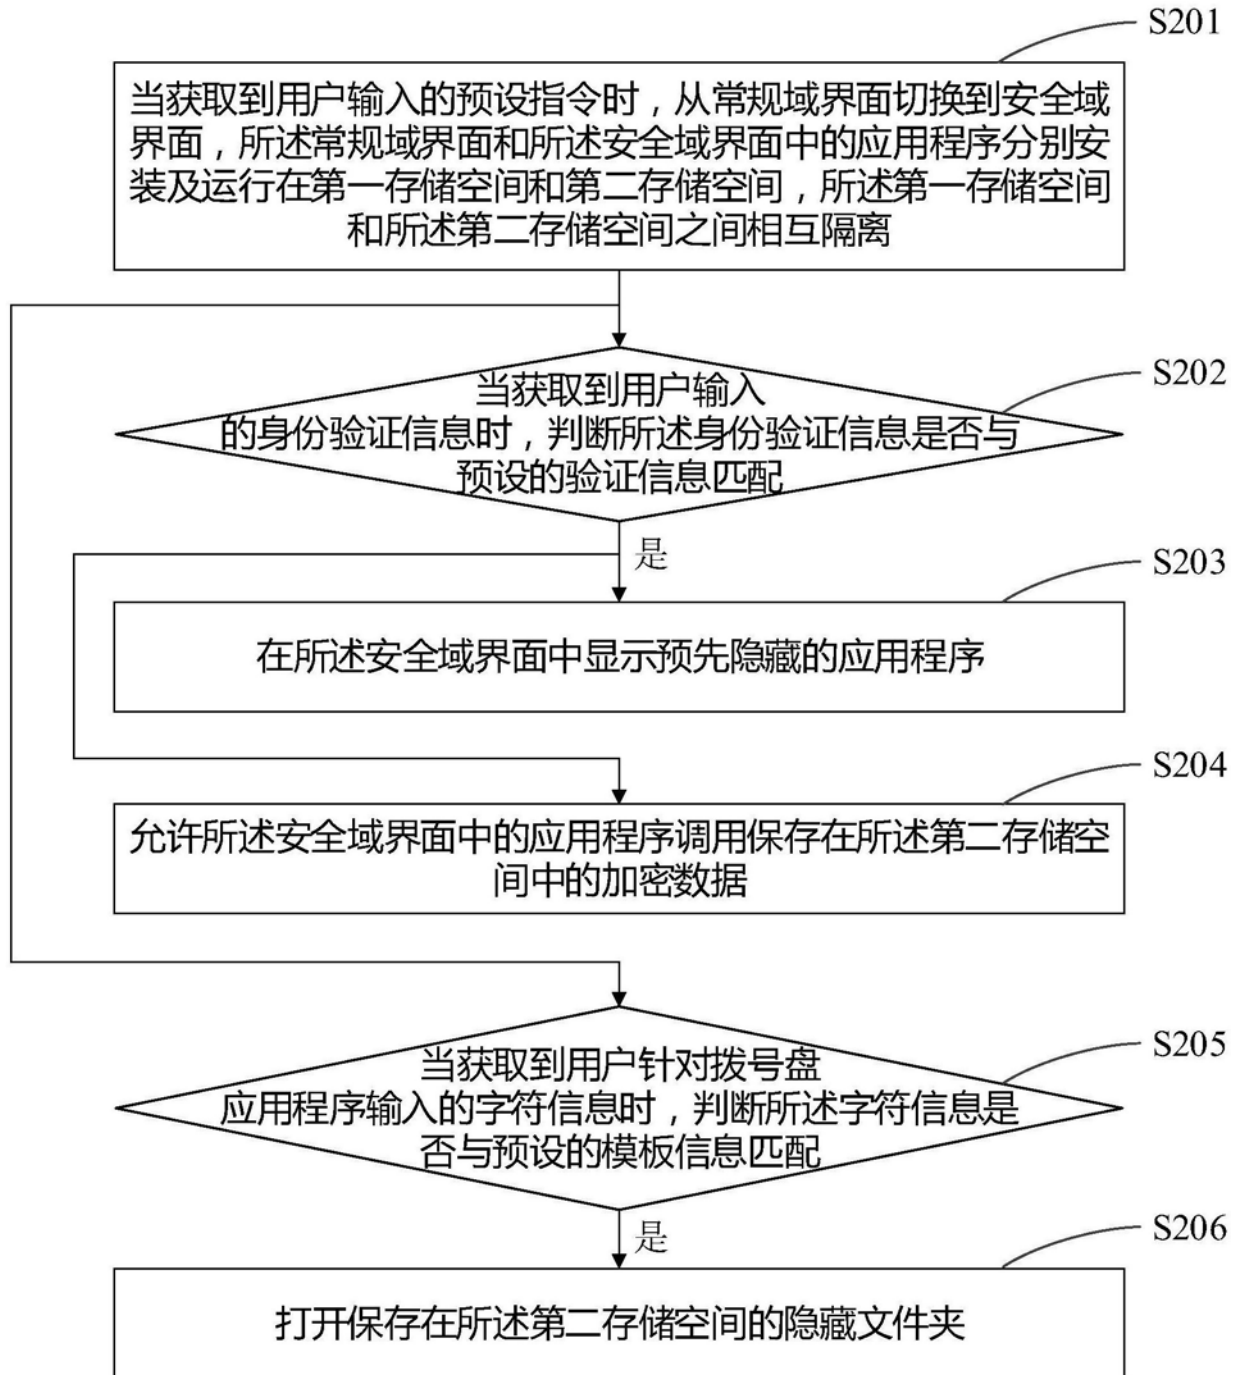 S201
当获取到用户输入的预设指令时，从常规域界面切换到安全域
界面，所述常规域界面和所述安全域界面中的应用程序分别安
装及运行在第一存储空间和第二存储空间，所述第一存储空间
和所述第二存储空间之间相互隔离
S202
当获取到用户输入
的身份验证信息时，判断所述身份验证信息是否与
预设的验证信息匹配
是
S203
在所述安全域界面中显示预先隐藏的应用程序
S204
允许所述安全域界面中的应用程序调用保存在所述第二存储空
间中的加密数据
S205
当获取到用户针对拨号盘
应用程序输入的字符信息时，判断所述字符信息是
否与预设的模板信息匹配
是
S206
打开保存在所述第二存储空间的隐藏文件夹